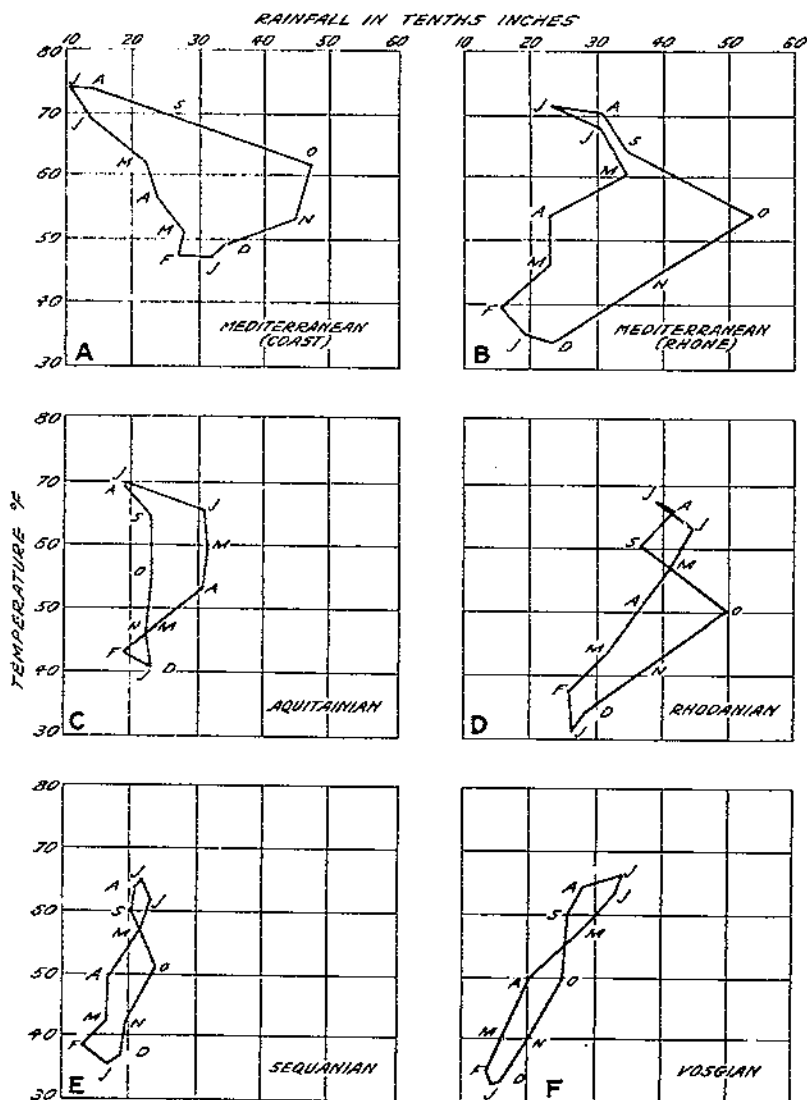 RAINFALL IN TENTHS INCHES
10 20 30 40 50 60 10 20 30 40 50 60
80
70
60
50
40
30
J A S O N D J F M A M J
MEDITERRANEAN
(COAST)
A
J A S O N D J F M A M J
MEDITERRANEAN
(RHONE)
B
TEMPERATURE °F
80
70
60
50
40
30
J A S O N D J F M A M J
AQUITAINIAN
C
J A S O N D J F M A M J
RHODANIAN
D
80
70
60
50
40
30
J A S O N D J F M A M J
SEQUANIAN
E
J A S O N D J F M A M J
VOSGIAN
F